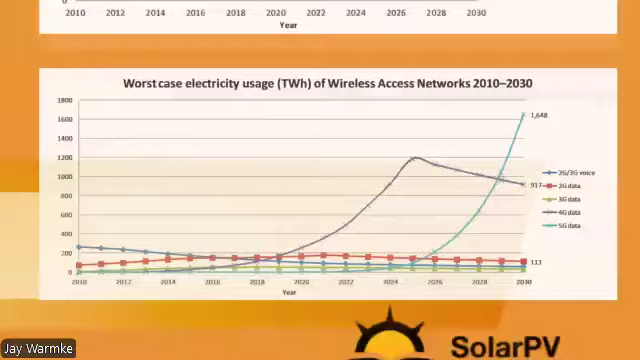 0
2010 2012 2014 2016 2018 2020 2022 2024 2026 2028 2030
Year
Worst case electricity usage (TWh) of Wireless Access Networks 2010–2030
1800
1600
1400
1200
1000
800
600
400
200
0
1,648
917
113
2G/3G voice
2G data
3G data
4G data
5G data
2010 2012 2014 2016 2018 2020 2022 2024 2026 2028 2030
Year
Jay Warmke
SolarPV